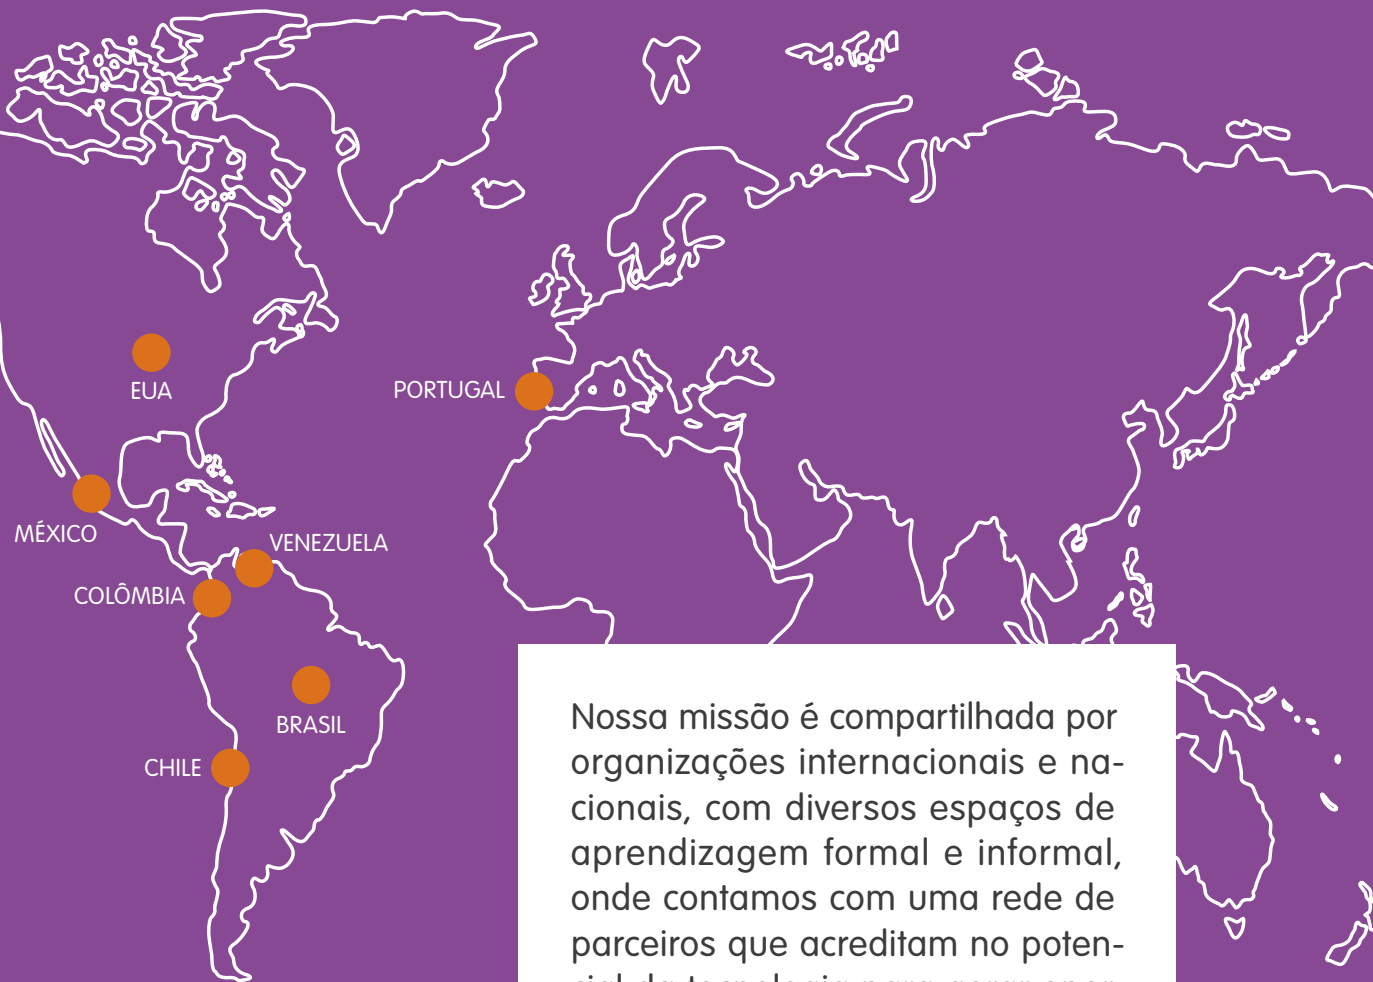 EUA
PORTUGAL
MÉXICO
VENEZUELA
COLÔMBIA
BRASIL
CHILE
Nossa missão é compartilhada por
organizações internacionais e na-
cionais, com diversos espaços de
aprendizagem formal e informal,
onde contamos com uma rede de
parceiros que acreditam no poten-